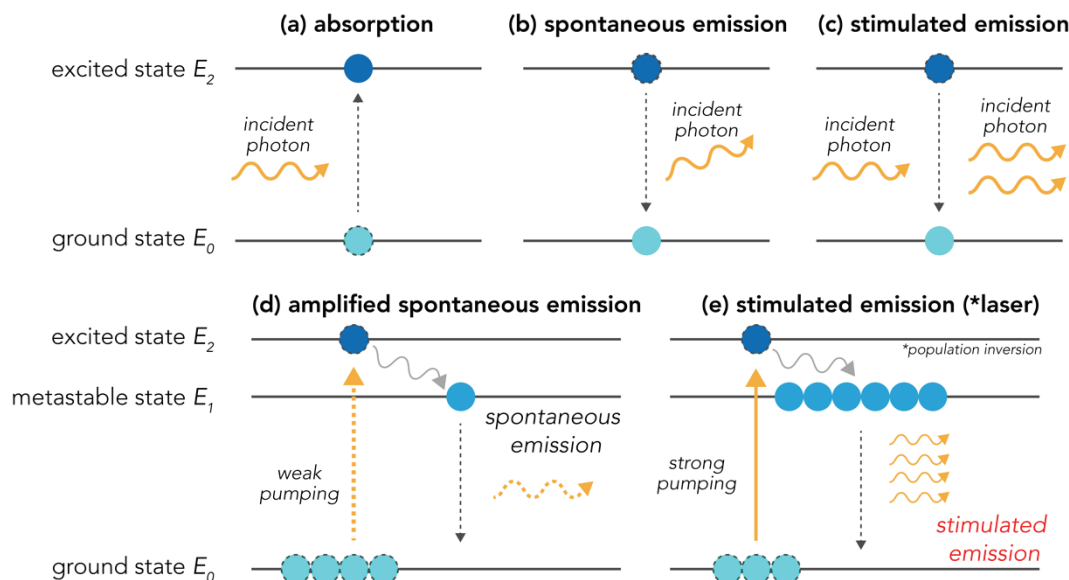 (a) absorption
(b) spontaneous emission
(c) stimulated emission
excited state E2
incident
photon
incident
photon
incident
photon
incident
photon
ground state E0
(d) amplified spontaneous emission
(e) stimulated emission (*laser)
excited state E2
*population inversion
metastable state E1
spontaneous
emission
weak
pumping
strong
pumping
stimulated
emission
ground state E0